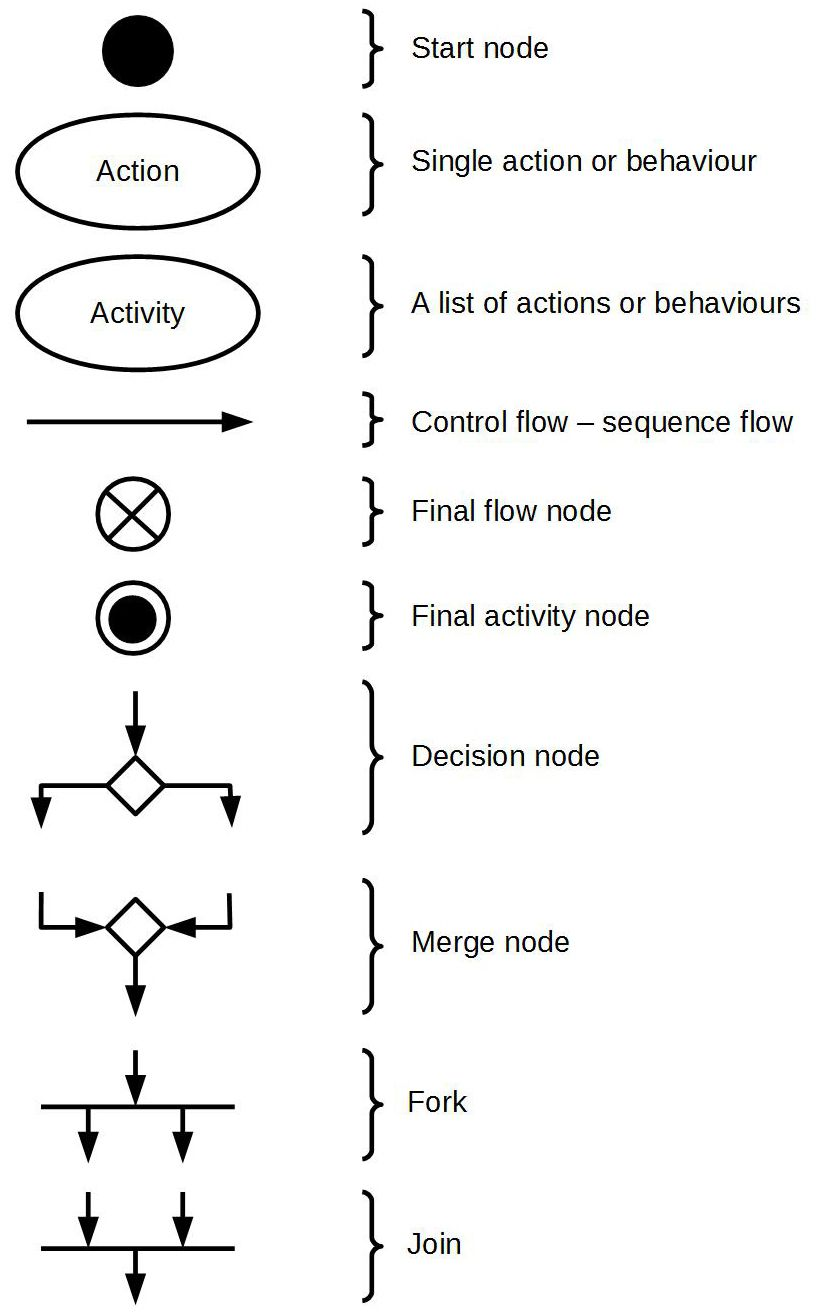 Start node
Action
Single action or behaviour
Activity
A list of actions or behaviours
Control flow – sequence flow
Final flow node
Final activity node
Decision node
Merge node
Fork
Join